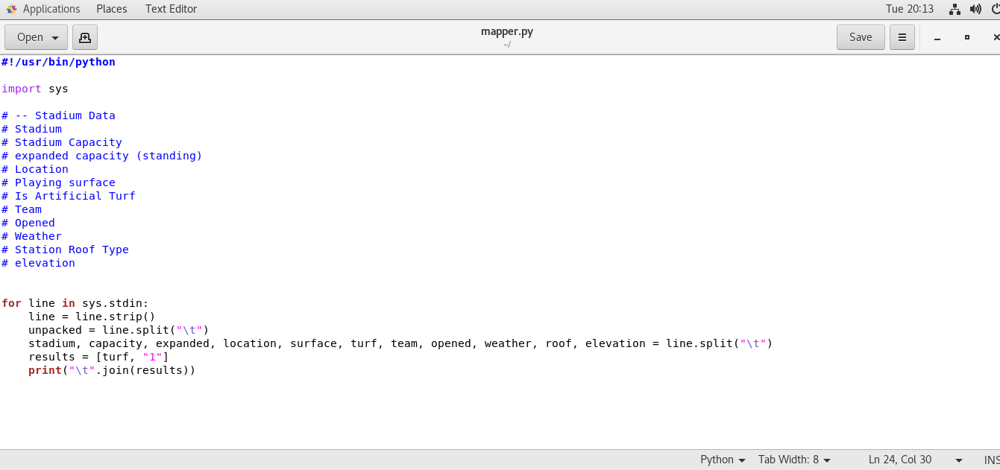 Applications Places Text Editor Tue 20:13
Open mapper.py Save
~/
#!/usr/bin/python
import sys
# -- Stadium Data
# Stadium
# Stadium Capacity
# expanded capacity (standing)
# Location
# Playing surface
# Is Artificial Turf
# Team
# Opened
# Weather
# Station Roof Type
# elevation
for line in sys.stdin:
    line = line.strip()
    unpacked = line.split("\t")
    stadium, capacity, expanded, location, surface, turf, team, opened, weather, roof, elevation = line.split("\t")
    results = [turf, "1"]
    print("\t".join(results))
Python Tab Width: 8 Ln 24, Col 30 INS